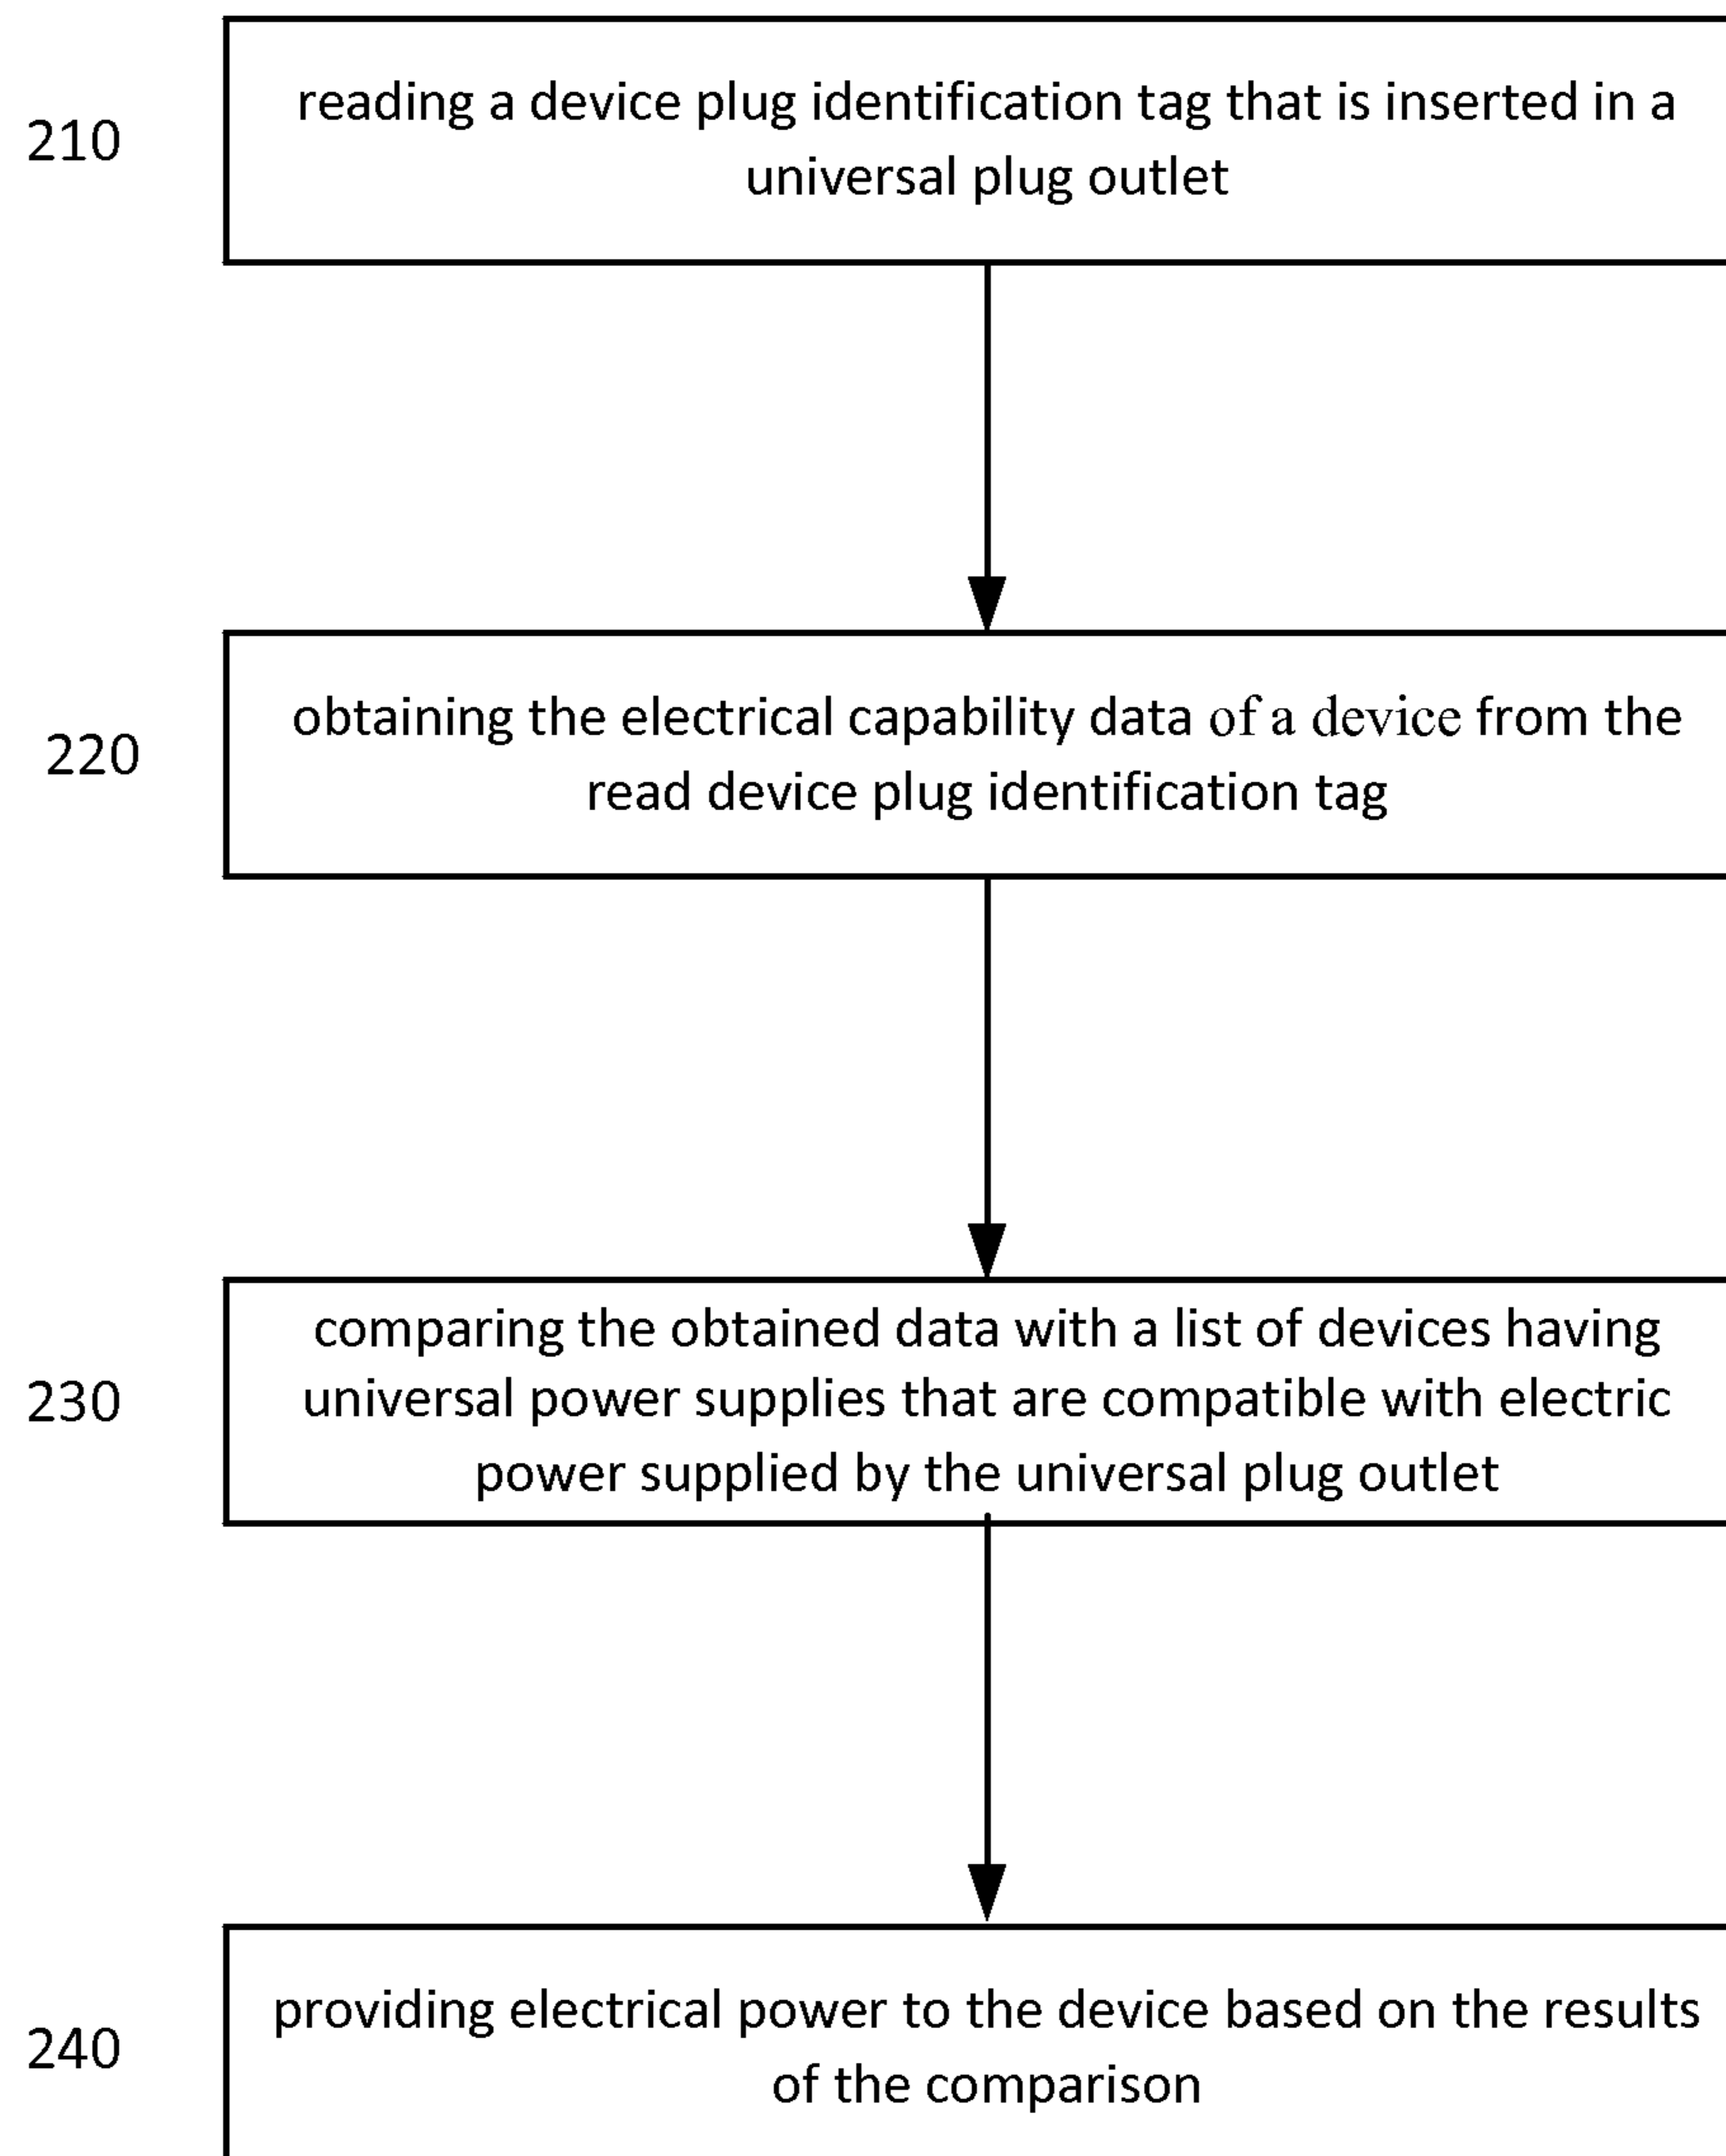 210
reading a device plug identification tag that is inserted in a
universal plug outlet
220
obtaining the electrical capability data of a device from the
read device plug identification tag
230
comparing the obtained data with a list of devices having
universal power supplies that are compatible with electric
power supplied by the universal plug outlet
240
providing electrical power to the device based on the results
of the comparison